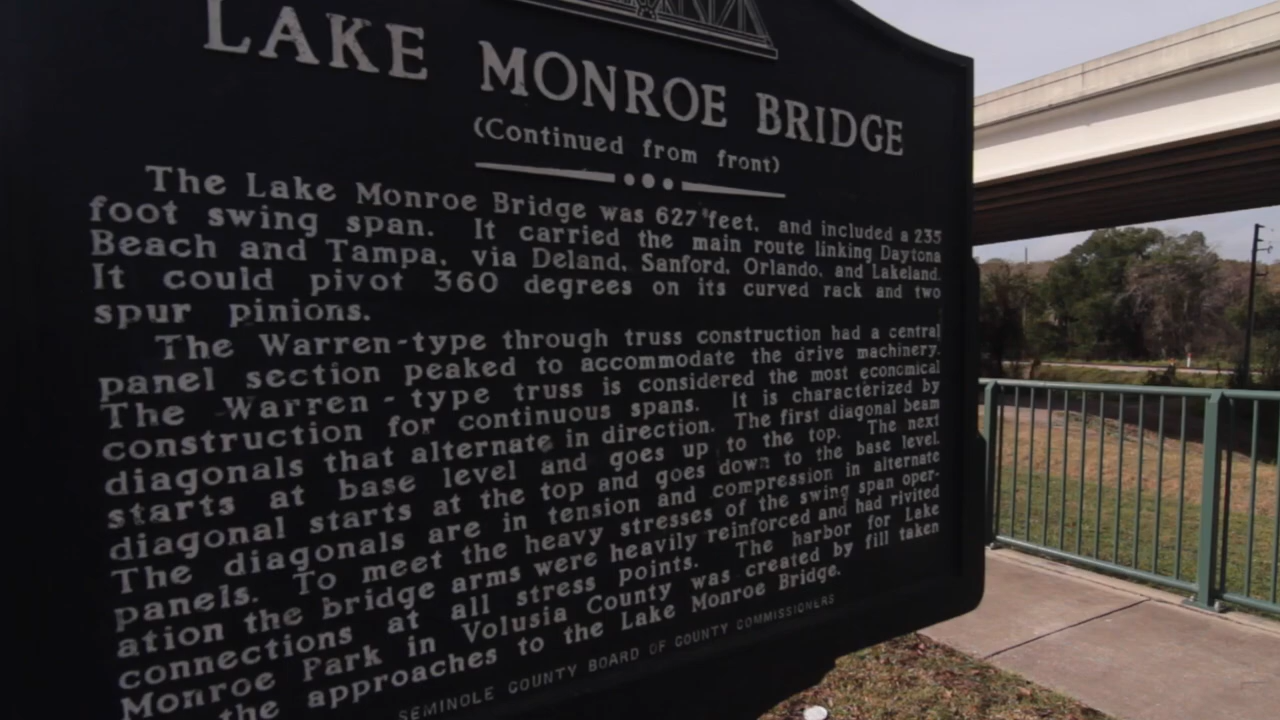 LAKE MONROE BRIDGE
(Continued from front)
The Lake Monroe Bridge was 627 feet, and included a 235
foot swing span. It carried the main route linking Daytona
Beach and Tampa, via Deland, Sanford, Orlando, and Lakeland.
It could pivot 360 degrees on its curved rack and two
spur pinions.
The Warren-type through truss construction had a central
panel section peaked to accommodate the drive machinery.
The Warren-type truss is considered the most economical
construction for continuous spans. It is characterized by
diagonals that alternate in direction. The first diagonal beam
starts at base level and goes up to the top. The next
diagonal starts at the top and goes down to the base level.
The diagonals are in tension and compression in alternate
panels. To meet the heavy stresses of the swing span oper-
ation the bridge arms were heavily reinforced and had rivited
connections at all stress points. The harbor for Lake
Monroe Park in Volusia County was created by fill taken
the approaches to the Lake Monroe Bridge.
SEMINOLE COUNTY BOARD OF COUNTY COMMISSIONERS